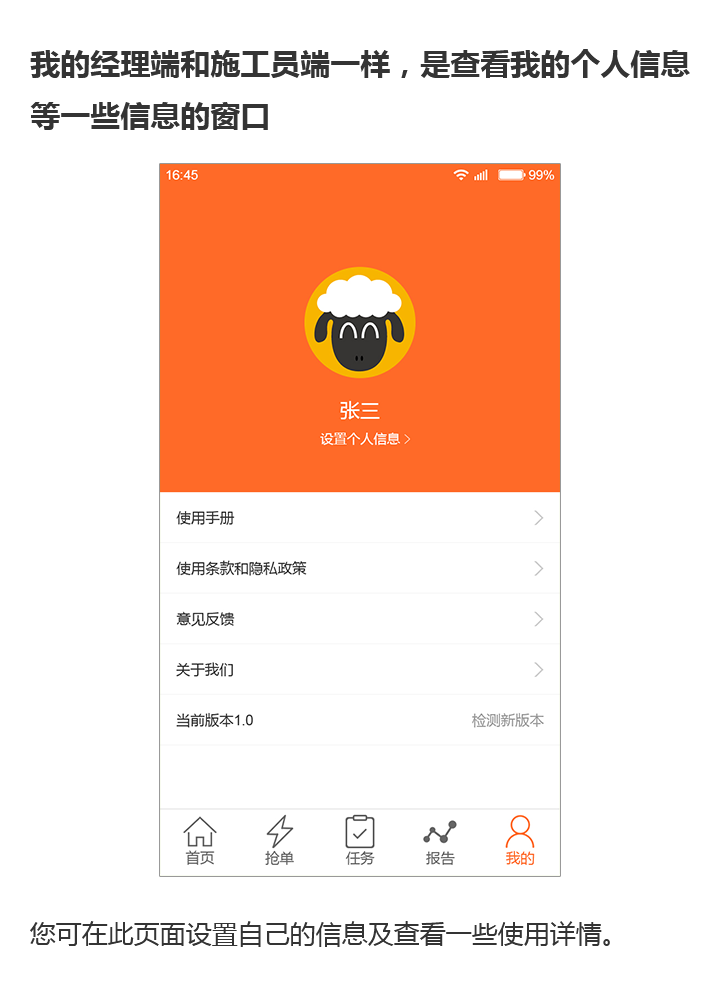 我的经理端和施工员端一样，是查看我的个人信息
等一些信息的窗口
16:45
99%
张三
设置个人信息
使用手册
使用条款和隐私政策
意见反馈
关于我们
当前版本1.0 检测新版本
首页 抢单 任务 报告 我的
您可在此页面设置自己的信息及查看一些使用详情。